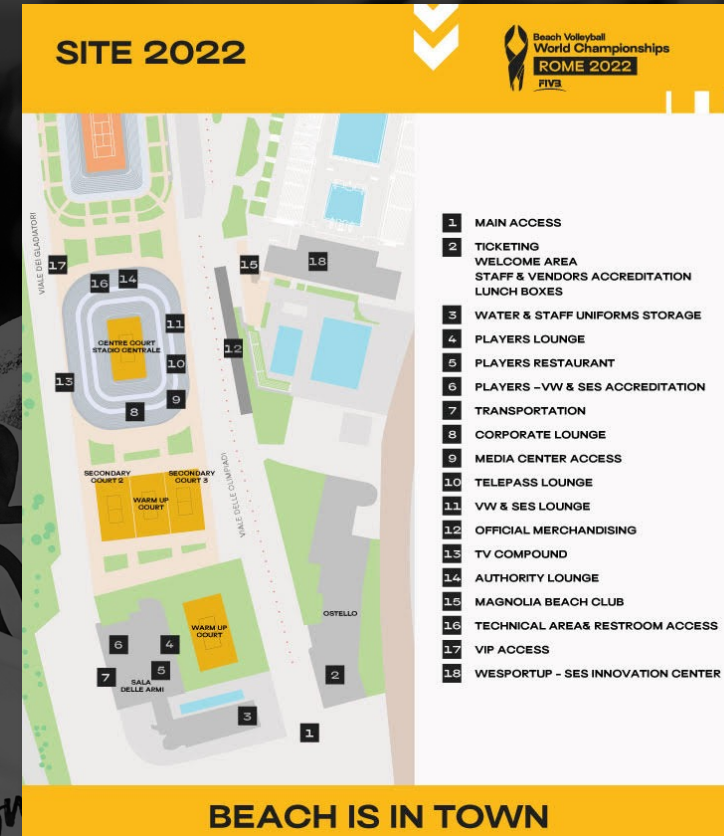 SITE 2022
Beach Volleyball
World Championships
ROME 2022
FIVB
VIALE DEI GLADIATORI
17
16
14
15
18
11
CENTRE COURT
STADIO CENTRALE
12
10
13
9
8
SECONDARY
COURT 2
SECONDARY
COURT 3
WARM UP
COURT
VIALE DELLE OLIMPIADI
OSTELLO
WARM UP
COURT
6
4
5
7
SALA
DELLE ARMI
2
3
1
1 MAIN ACCESS
2 TICKETING
WELCOME AREA
STAFF & VENDORS ACCREDITATION
LUNCH BOXES
3 WATER & STAFF UNIFORMS STORAGE
4 PLAYERS LOUNGE
5 PLAYERS RESTAURANT
6 PLAYERS -VW & SES ACCREDITATION
7 TRANSPORTATION
8 CORPORATE LOUNGE
9 MEDIA CENTER ACCESS
10 TELEPASS LOUNGE
11 VW & SES LOUNGE
12 OFFICIAL MERCHANDISING
13 TV COMPOUND
14 AUTHORITY LOUNGE
15 MAGNOLIA BEACH CLUB
16 TECHNICAL AREA& RESTROOM ACCESS
17 VIP ACCESS
18 WESPORTUP - SES INNOVATION CENTER
BEACH IS IN TOWN